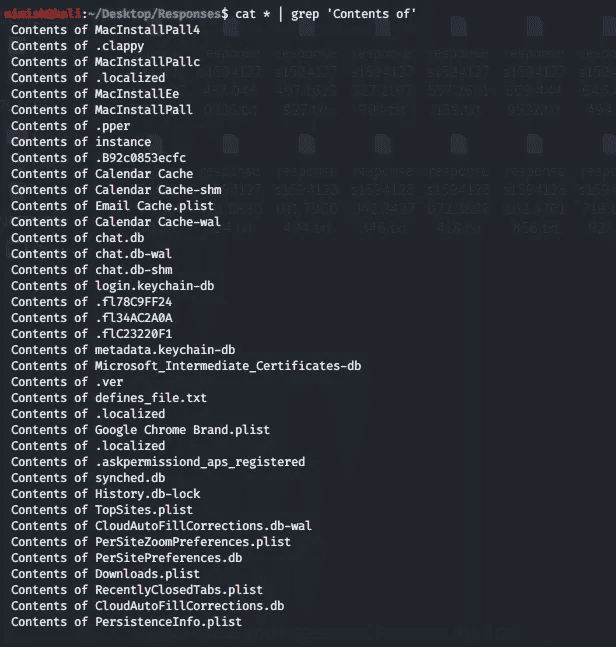 :~/Desktop/Responses$ cat * | grep 'Contents of'
Contents of MacInstallPall4
Contents of .clappy
Contents of MacInstallPallc
Contents of .localized
Contents of MacInstallEe
Contents of MacInstallPall
Contents of .pper
Contents of instance
Contents of .B92c0853ecfc
Contents of Calendar Cache
Contents of Calendar Cache-shm
Contents of Email Cache.plist
Contents of Calendar Cache-wal
Contents of chat.db
Contents of chat.db-wal
Contents of chat.db-shm
Contents of login.keychain-db
Contents of .fl78C9FF24
Contents of .fl34AC2A0A
Contents of .flC23220F1
Contents of metadata.keychain-db
Contents of Microsoft_Intermediate_Certificates-db
Contents of .ver
Contents of defines_file.txt
Contents of .localized
Contents of Google Chrome Brand.plist
Contents of .localized
Contents of .askpermissiond_aps_registered
Contents of synched.db
Contents of History.db-lock
Contents of TopSites.plist
Contents of CloudAutoFillCorrections.db-wal
Contents of PerSiteZoomPreferences.plist
Contents of PerSitePreferences.db
Contents of Downloads.plist
Contents of RecentlyClosedTabs.plist
Contents of CloudAutoFillCorrections.db
Contents of PersistenceInfo.plist